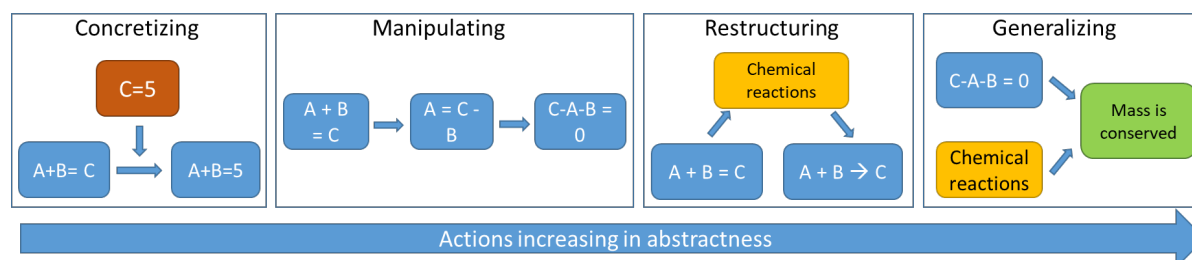 Concretizing
C=5
A+B= C
A+B=5
Manipulating
A + B
= C
A = C -
B
C-A-B =
0
Restructuring
Chemical
reactions
A + B = C
A + B → C
Generalizing
C-A-B = 0
Chemical
reactions
Mass is
conserved
Actions increasing in abstractness